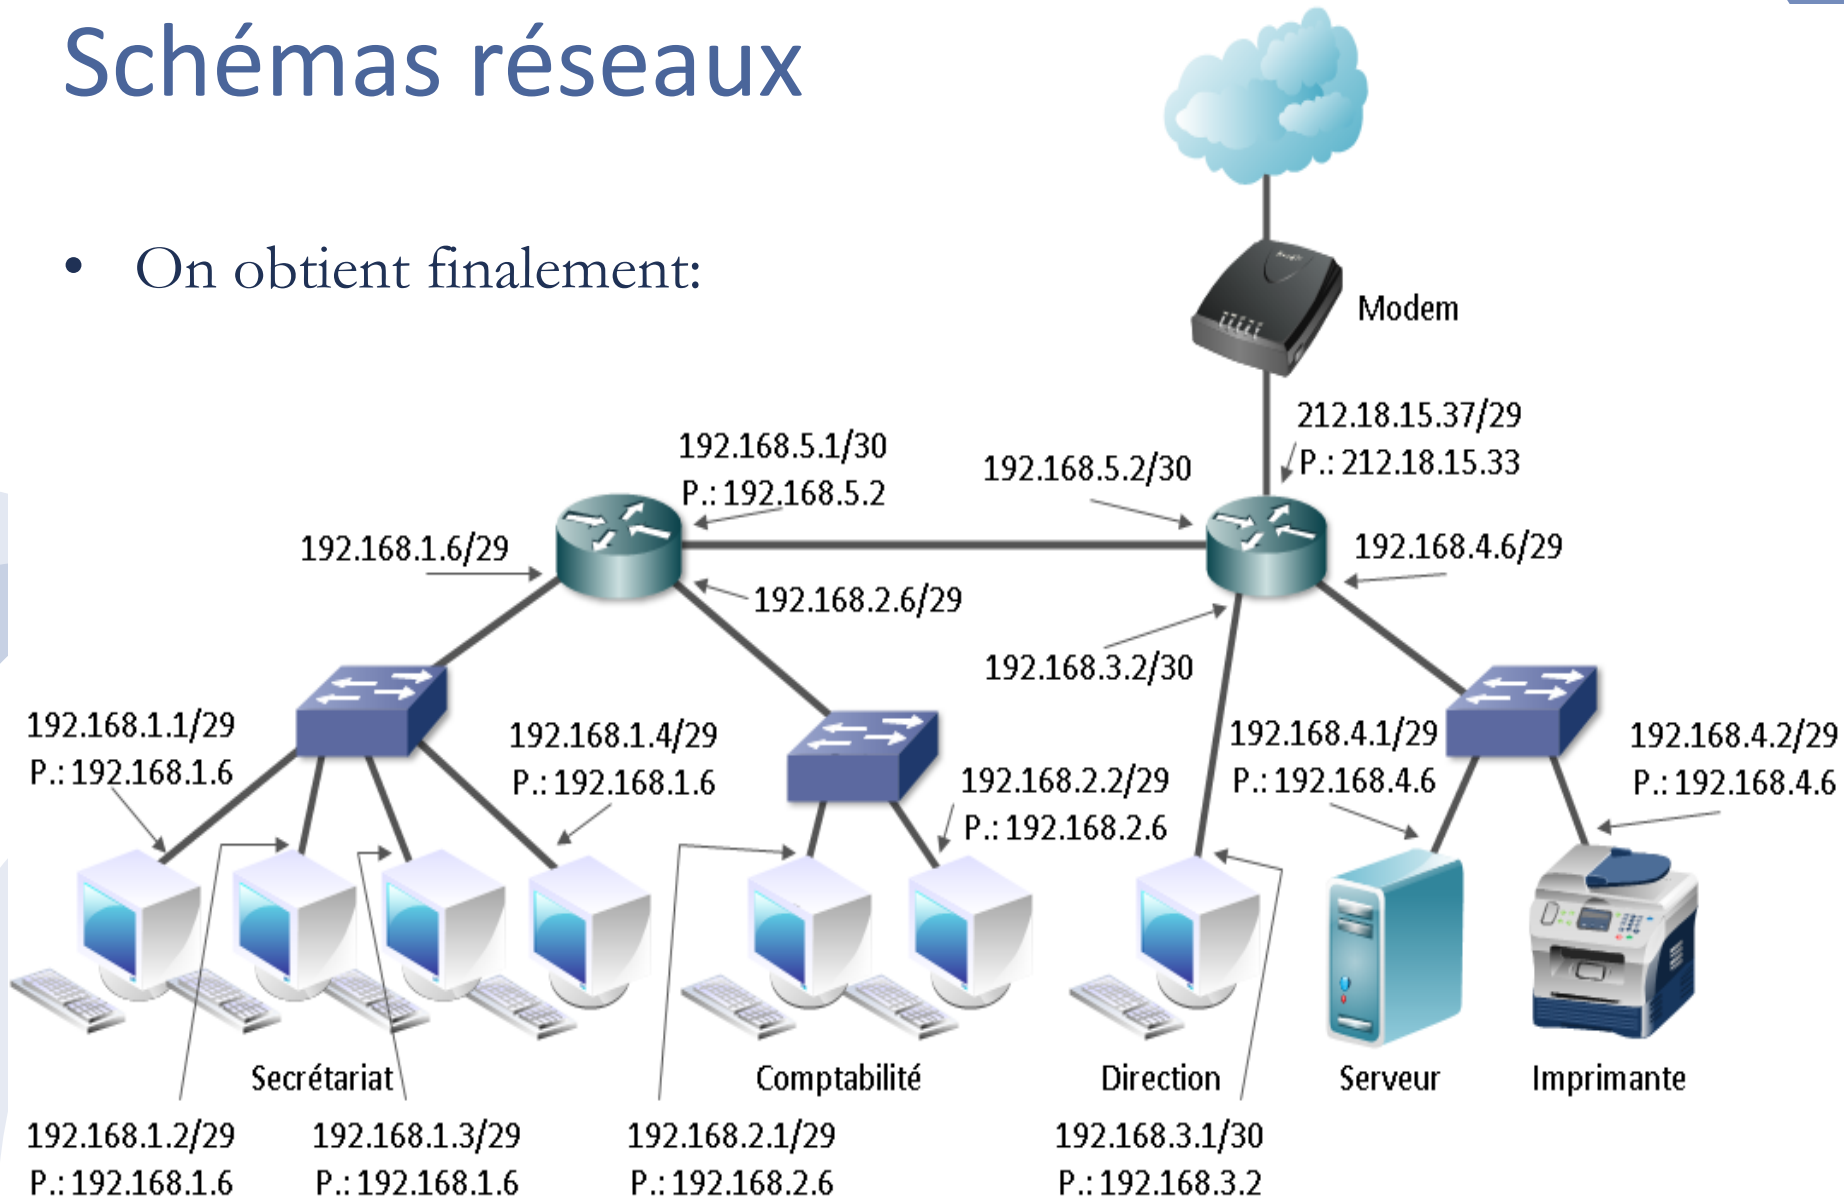 Schémas réseaux
• On obtient finalement:
Modem
212.18.15.37/29
P.: 212.18.15.33
192.168.5.1/30
P.: 192.168.5.2
192.168.5.2/30
192.168.1.6/29
192.168.4.6/29
192.168.2.6/29
192.168.3.2/30
192.168.1.1/29
P.: 192.168.1.6
192.168.1.4/29
P.: 192.168.1.6
192.168.2.2/29
P.: 192.168.2.6
192.168.4.1/29
P.: 192.168.4.6
192.168.4.2/29
P.: 192.168.4.6
Secrétariat
Comptabilité
Direction
Serveur
Imprimante
192.168.1.2/29
P.: 192.168.1.6
192.168.1.3/29
P.: 192.168.1.6
192.168.2.1/29
P.: 192.168.2.6
192.168.3.1/30
P.: 192.168.3.2